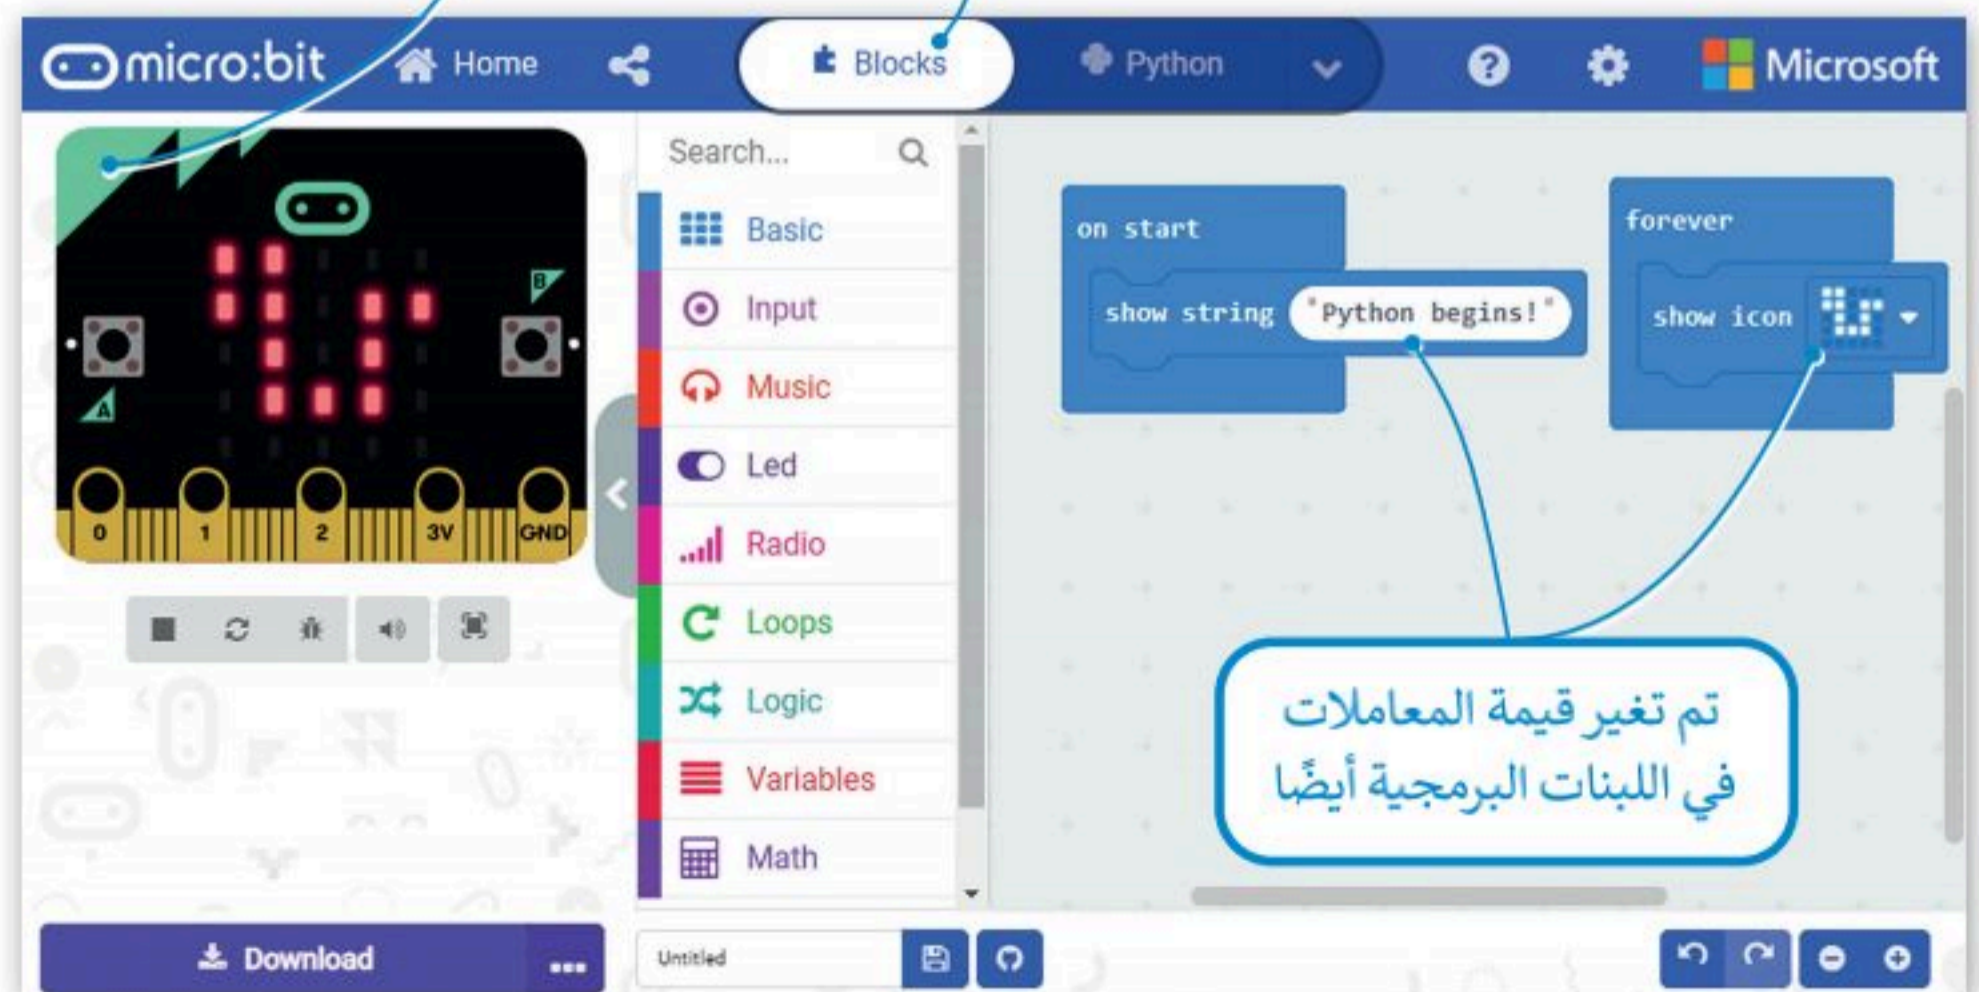 micro:bit Home Blocks Python Microsoft
B
A
0 1 2 3V GND
Search...
Basic
Input
Music
Led
Radio
Loops
Logic
Variables
Math
on start
show string "Python begins!"
forever
show icon
تم تغير قيمة المعاملات
في اللبنات البرمجية أيضًا
Download ...
Untitled